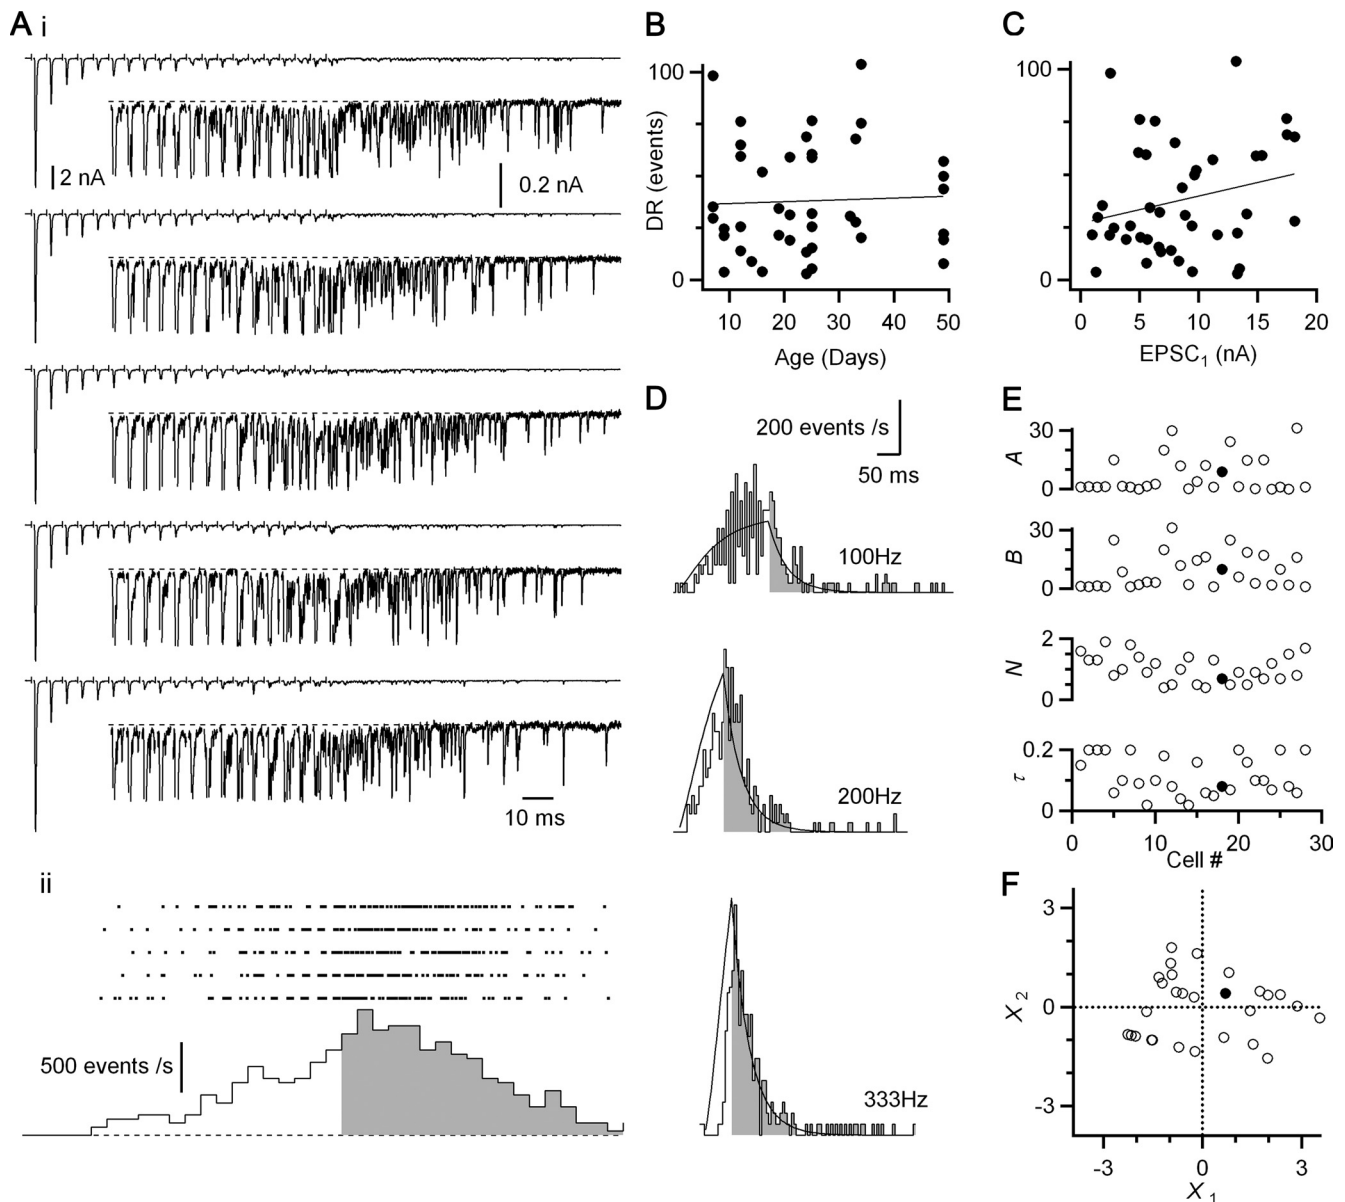 A i
2 nA
0.2 nA
10 ms
ii
500 events /s
B
DR (events)
100
0
10 20 30 40 50
Age (Days)
C
100
0
0 5 10 15 20
EPSC1 (nA)
D
200 events /s
50 ms
100Hz
200Hz
333Hz
E
A
30
0
B
30
0
N
2
0
τ
0.2
0
0 10 20 30
Cell #
F
X2
3
0
-3
-3 0 3
X1